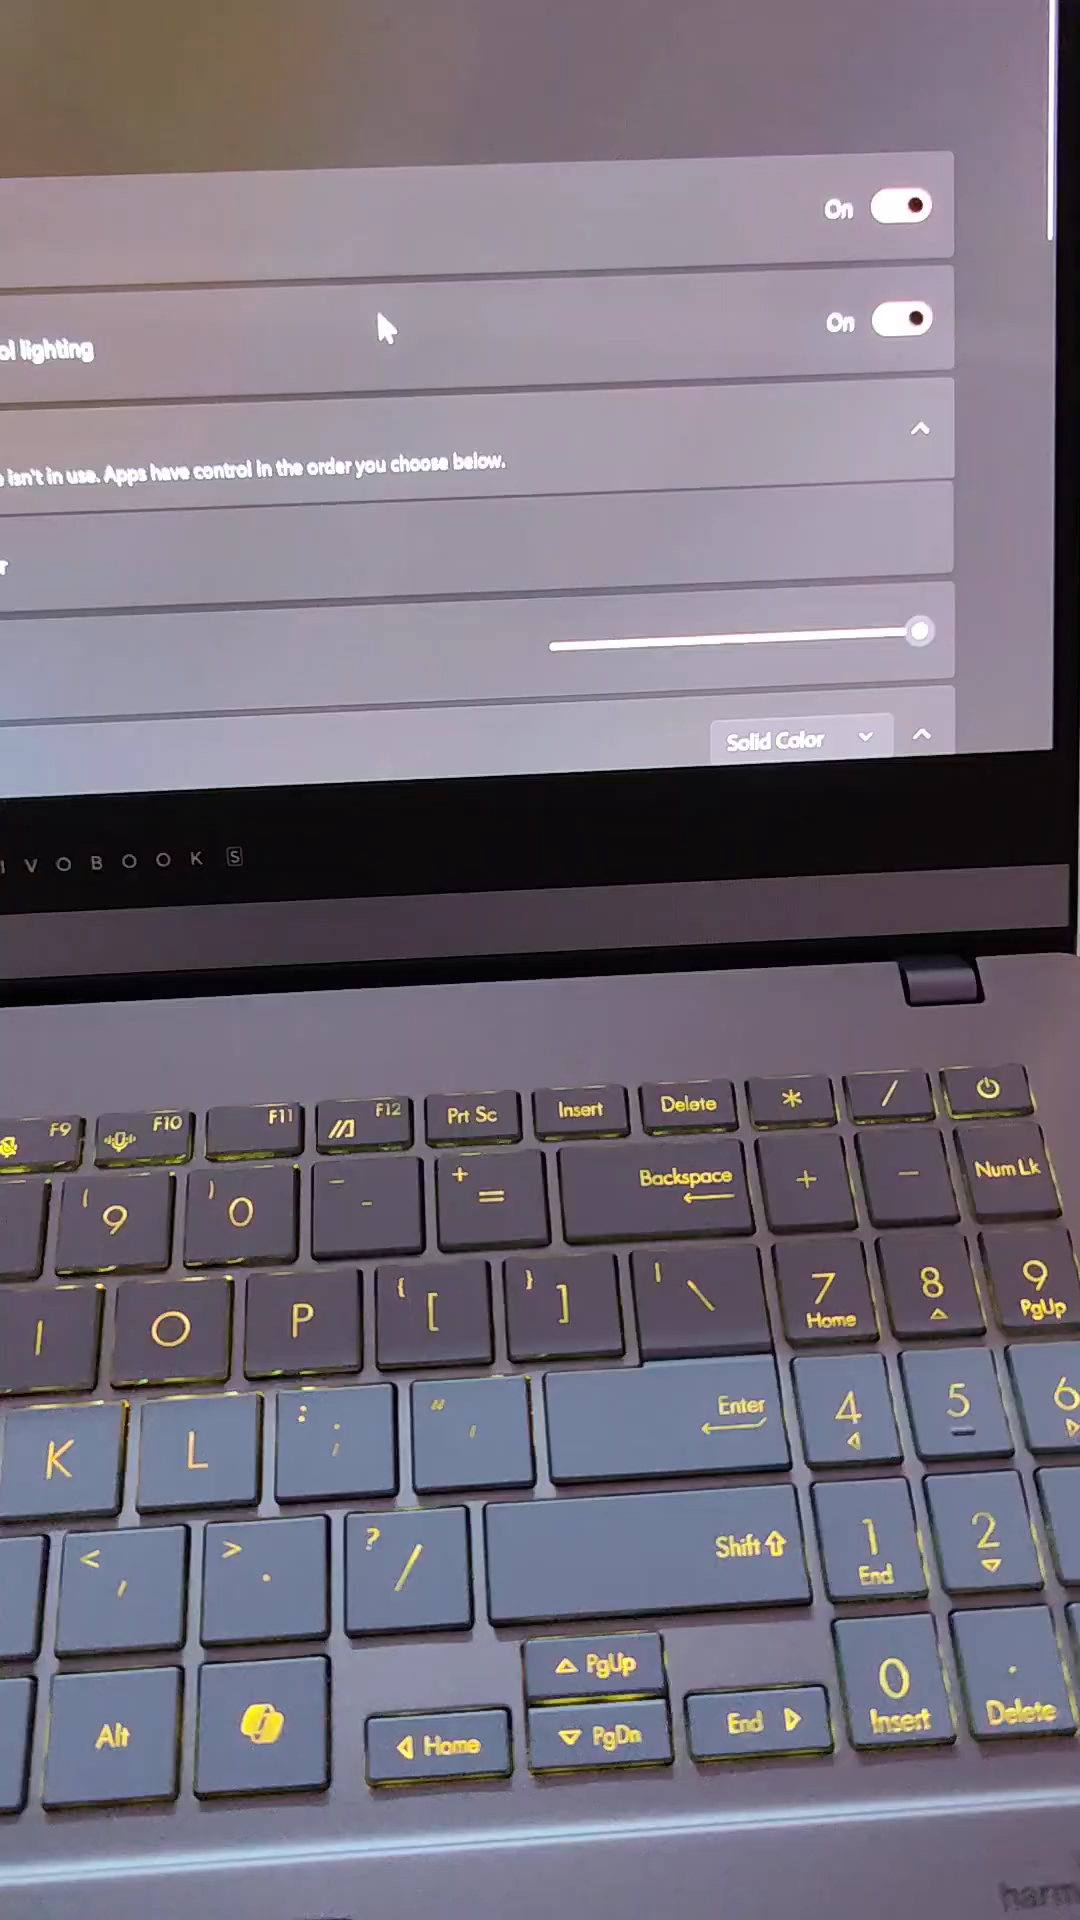 On
On
lighting
isn't in use. Apps have control in the order you choose below.
Solid Color
IVOBOOK S
F9 F10 F11 F12 Prt Sc Insert Delete * /
( 9 ) 0 _ - + = Backspace + - Num Lk
I O P { [ } ] | \ 7 Home 8 9 PgUp
K L : ; " ' Enter 4 5 6
< , > . ? / Shift 1 End 2
Alt Home PgUp PgDn End 0 Insert . Delete
harm